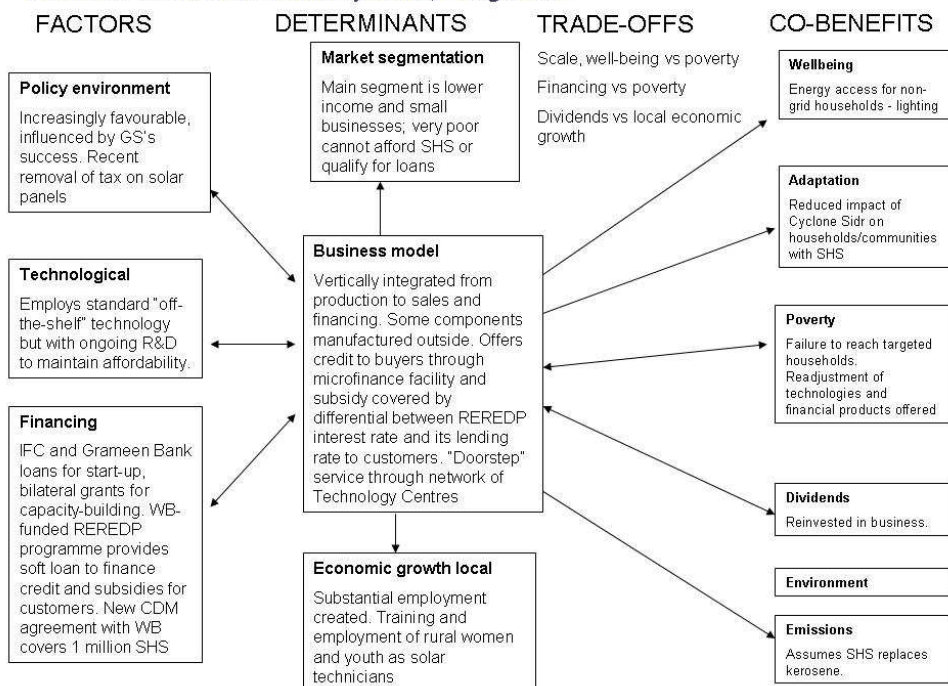 FACTORS
DETERMINANTS
TRADE-OFFS
CO-BENEFITS
Policy environment
Increasingly favourable,
influenced by GS's
success. Recent
removal of tax on solar
panels
Technological
Employs standard "off-
the-shelf" technology
but with ongoing R&D
to maintain affordability.
Financing
IFC and Grameen Bank
loans for start-up,
bilateral grants for
capacity-building. WB-
funded REREDP
programme provides
soft loan to finance
credit and subsidies for
customers. New CDM
agreement with WB
covers 1 million SHS
Market segmentation
Main segment is lower
income and small
businesses; very poor
cannot afford SHS or
qualify for loans
Business model
Vertically integrated from
production to sales and
financing. Some components
manufactured outside. Offers
credit to buyers through
microfinance facility and
subsidy covered by
differential between REREDP
interest rate and its lending
rate to customers. "Doorstep"
service through network of
Technology Centres
Economic growth local
Substantial employment
created. Training and
employment of rural women
and youth as solar
technicians
Scale, well-being vs poverty
Financing vs poverty
Dividends vs local economic
growth
Wellbeing
Energy access for non-
grid households - lighting
Adaptation
Reduced impact of
Cyclone Sidr on
households/communities
with SHS
Poverty
Failure to reach targeted
households.
Readjustment of
technologies and
financial products offered
Dividends
Reinvested in business.
Environment
Emissions
Assumes SHS replaces
kerosene.